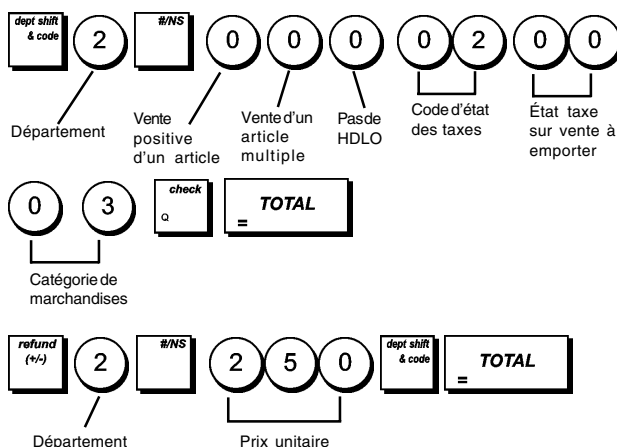 dept shift & code 2 #/NS 0 0 0 0 2 0 0
Département
Vente positive d'un article
Vente d'un article multiple
Pas de HDLO
Code d'état des taxes
État taxe sur vente à emporter
0 3 check Q TOTAL =
Catégorie de marchandises
refund (+/-) 2 #/NS 2 5 0 dept shift & code TOTAL =
Département
Prix unitaire